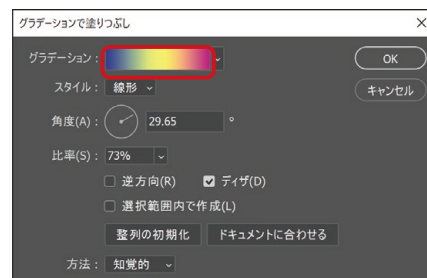 グラデーションで塗りつぶし
グラデーション :
OK
スタイル : 線形
キャンセル
角度(A) : 29.65 °
比率(S) : 73%
逆方向(R) ディザ(D)
選択範囲内で作成(L)
整列の初期化 ドキュメントに合わせる
方法 : 知覚的